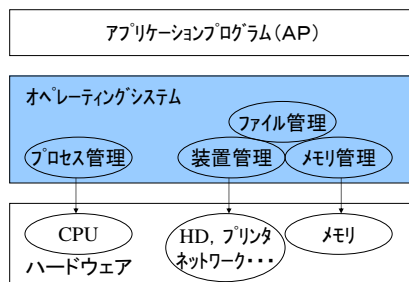 アプリケーションプログラム（AP）
オペレーティングシステム
ファイル管理
プロセス管理
装置管理
メモリ管理
CPU
HD，プリンタ
ネットワーク・・・
メモリ
ハードウェア